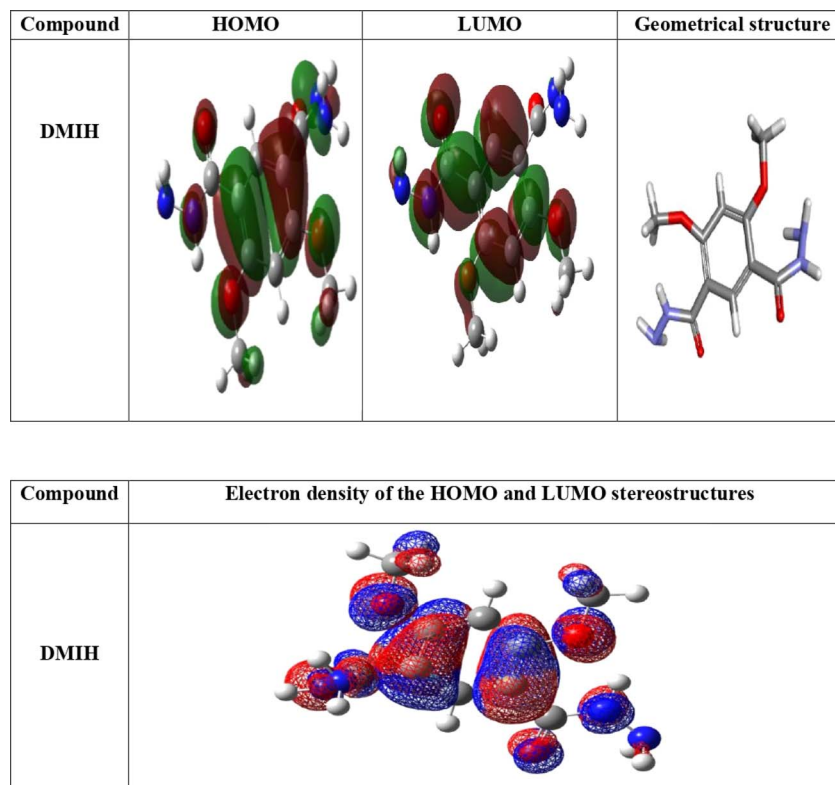 Compound HOMO LUMO Geometrical structure
DMIH
Compound Electron density of the HOMO and LUMO stereostructures
DMIH